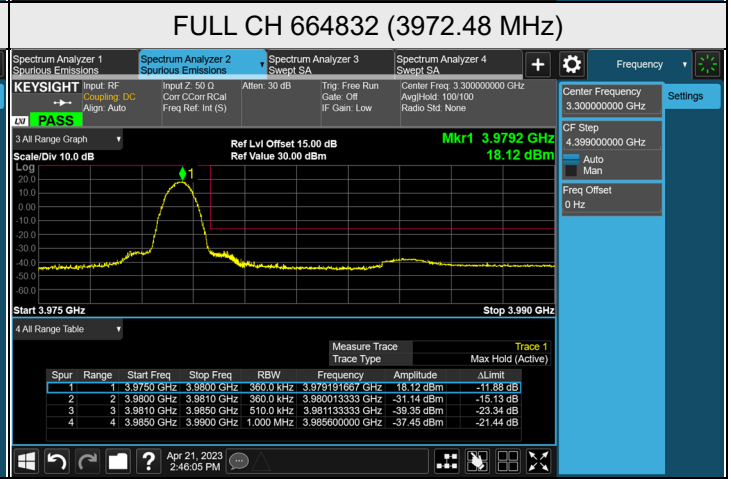 FULL CH 664832 (3972.48 MHz)
Spectrum Analyzer 1
Spurious Emissions
Spectrum Analyzer 2
Spurious Emissions
Spectrum Analyzer 3
Swept SA
Spectrum Analyzer 4
Swept SA
+
Frequency
KEYSIGHT
Input: RF
Coupling: DC
Align: Auto
Input Z: 50 Ω
Corr CCorr RCal
Freq Ref: Int (S)
Atten: 30 dB
Trig: Free Run
Gate: Off
IF Gain: Low
Center Freq: 3.300000000 GHz
Avg|Hold: 100/100
Radio Std: None
LXI PASS
Center Frequency
3.300000000 GHz
Settings
CF Step
4.399000000 GHz
Auto
Man
Freq Offset
0 Hz
3 All Range Graph
Scale/Div 10.0 dB
Ref Lvl Offset 15.00 dB
Ref Value 30.00 dBm
Mkr1 3.9792 GHz
18.12 dBm
Log
20.0
10.0
0.00
-10.0
-20.0
-30.0
-40.0
-50.0
-60.0
1
Start 3.975 GHz
Stop 3.990 GHz
4 All Range Table
Measure Trace Trace 1
Trace Type Max Hold (Active)
Spur Range Start Freq Stop Freq RBW Frequency Amplitude ΔLimit
1 1 3.9750 GHz 3.9800 GHz 360.0 kHz 3.979191667 GHz 18.12 dBm -11.88 dB
2 2 3.9800 GHz 3.9810 GHz 360.0 kHz 3.980013333 GHz -31.14 dBm -15.13 dB
3 3 3.9810 GHz 3.9850 GHz 510.0 kHz 3.981133333 GHz -39.35 dBm -23.34 dB
4 4 3.9850 GHz 3.9900 GHz 1.000 MHz 3.985600000 GHz -37.45 dBm -21.44 dB
?
Apr 21, 2023
2:46:05 PM